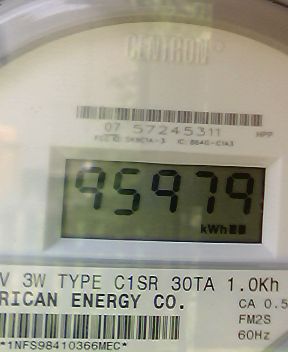 CENTRON
07 57245311 HPP
95979
kWh
V 3W TYPE C1SR 30TA 1.0Kh
RICAN ENERGY CO.
CA 0.5
FM2S
60Hz
*1NFS98410366MEC*